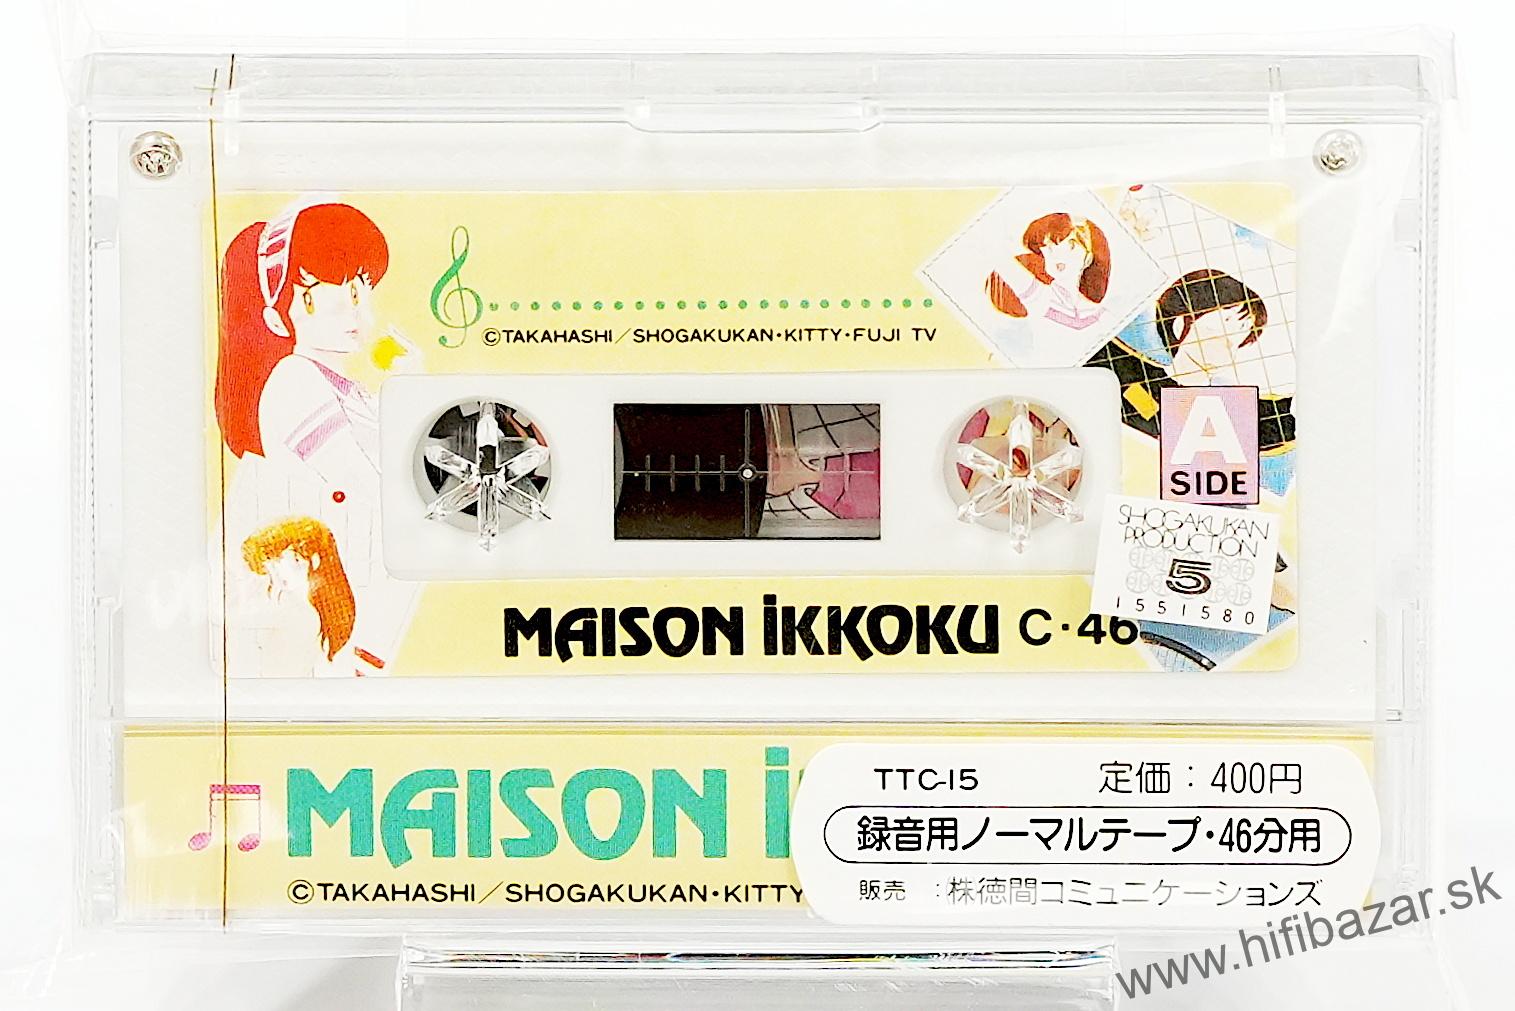 ©TAKAHASHI/SHOGAKUKAN・KITTY・FUJI TV
A
SIDE
SHOGAKUKAN
PRODUCTION
5
1551580
MAISON iKKOKU C・46
MAISON i
©TAKAHASHI/SHOGAKUKAN・KITTY
TTC-15 定価：400円
録音用ノーマルテープ・46分用
販売 ：㈱徳間コミュニケーションズ
www.hifibazar.sk